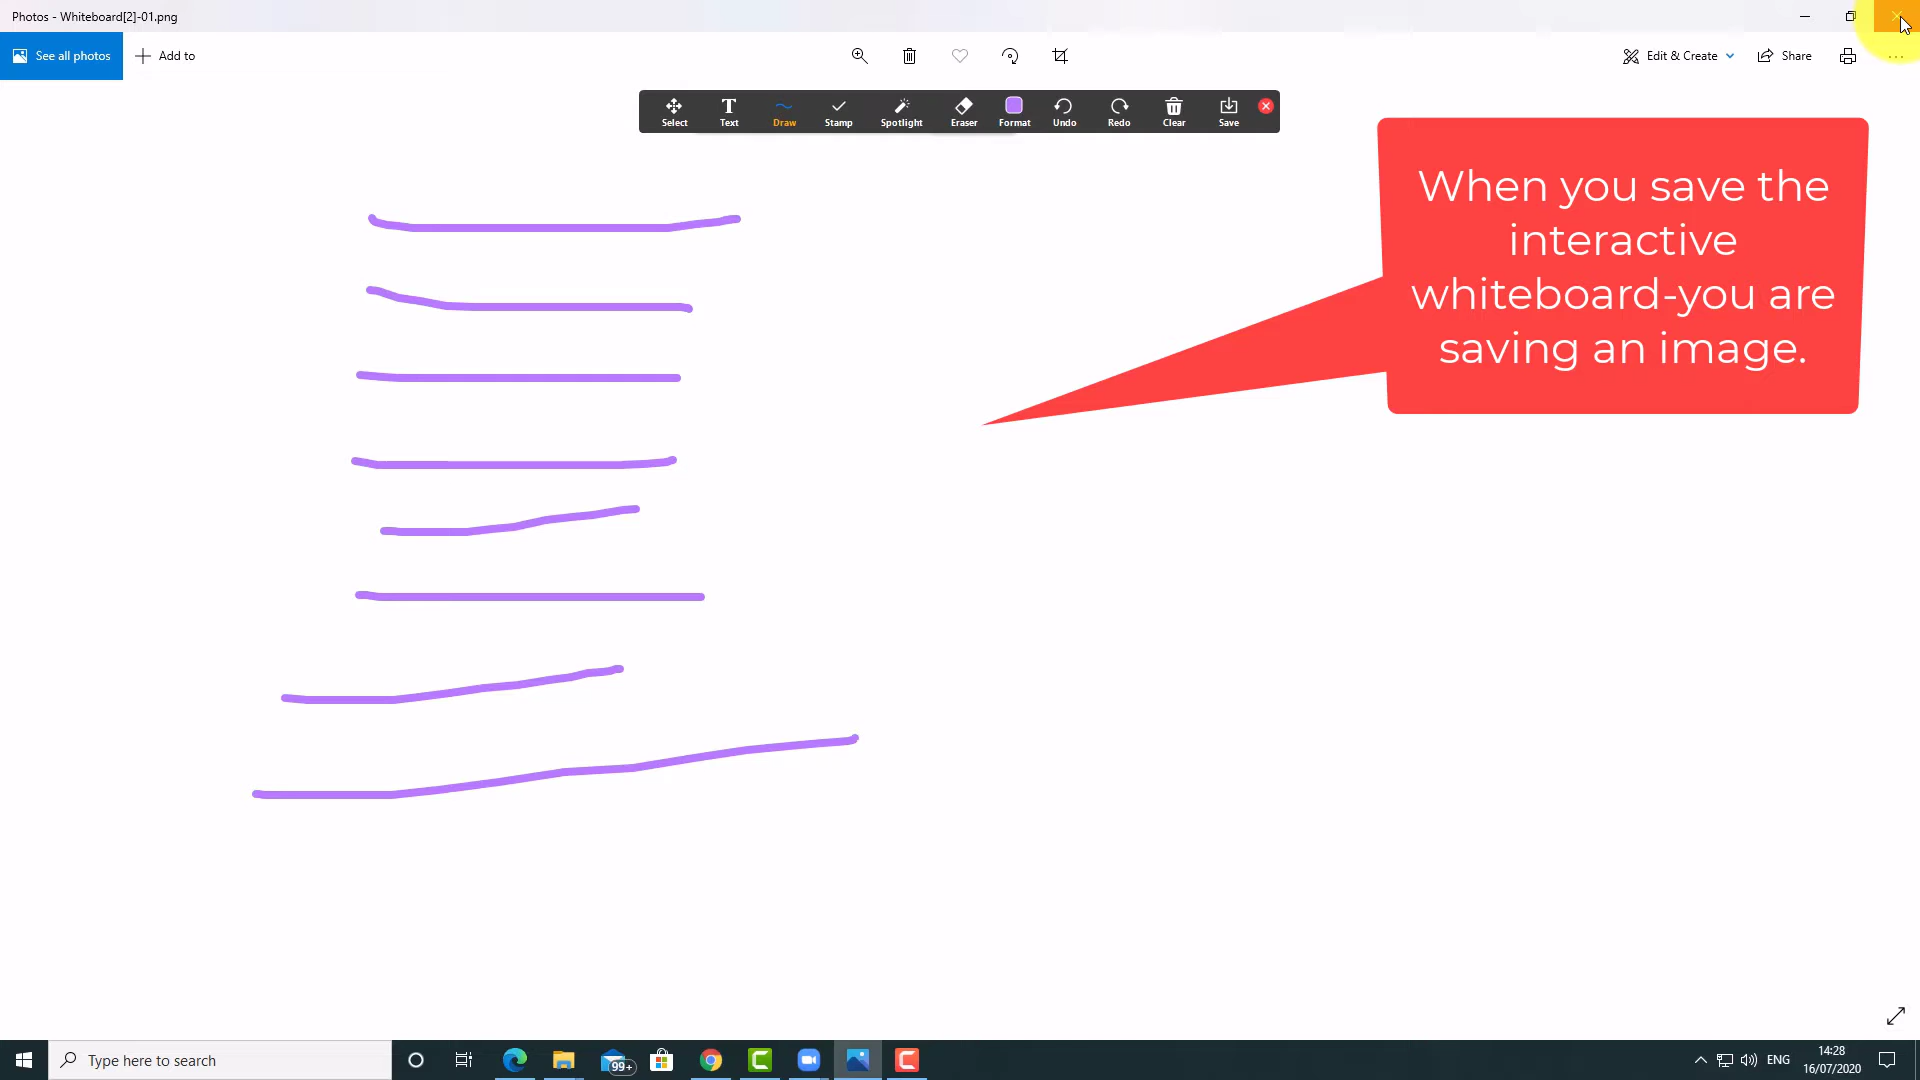 Photos - Whiteboard[2]-01.png
See all photos
Add to
Edit & Create
Share
Select
Text
Draw
Stamp
Spotlight
Eraser
Format
Undo
Redo
Clear
Save
When you save the
interactive
whiteboard-you are
saving an image.
Type here to search
99+
ENG
14:28
16/07/2020